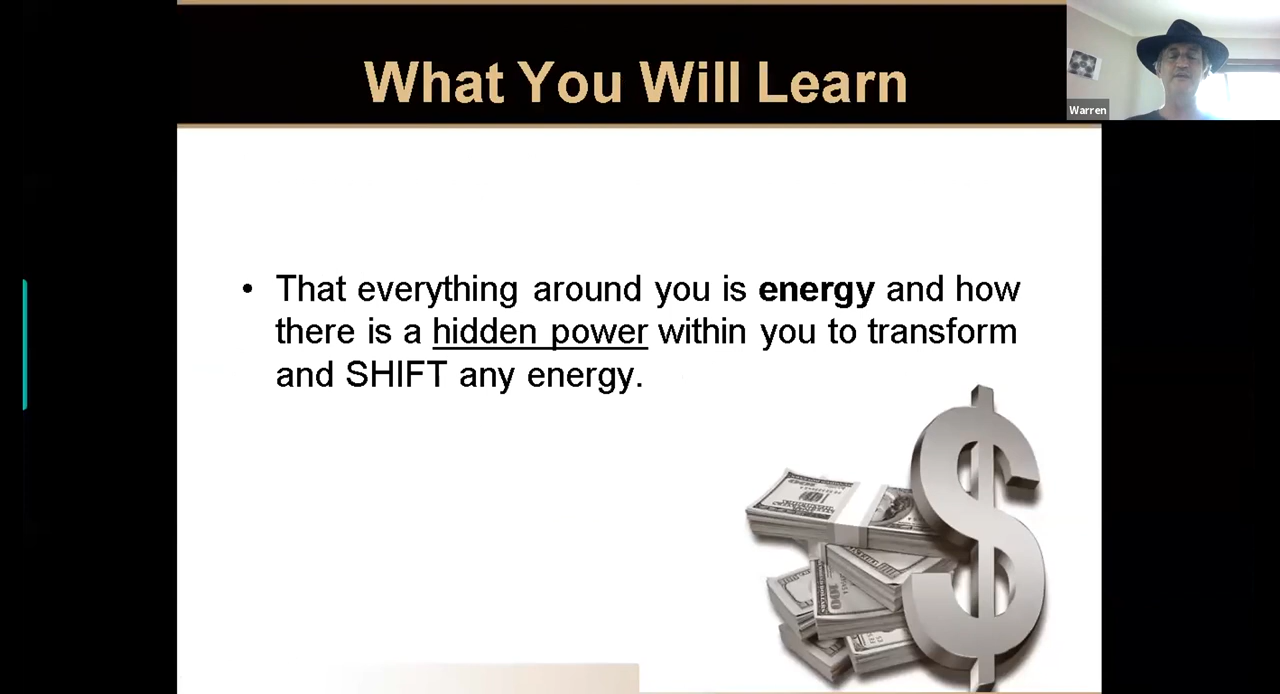 What You Will Learn
Warren
• That everything around you is energy and how
there is a hidden power within you to transform
and SHIFT any energy.
100